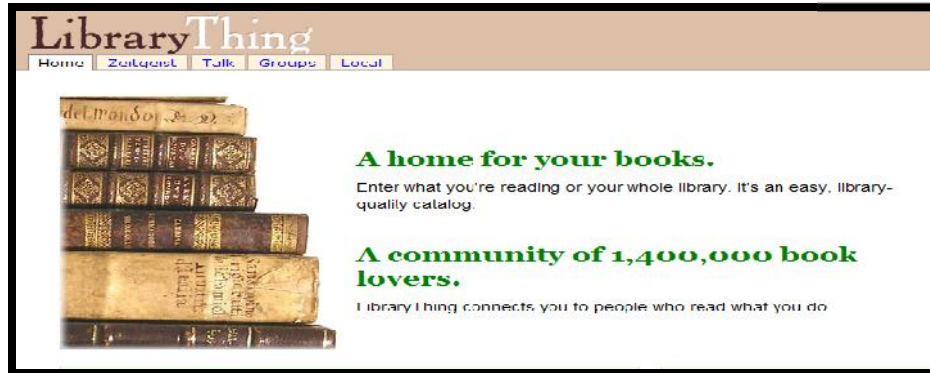 LibraryThing
Home Zeitgeist Talk Groups Local
A home for your books.
Enter what you're reading or your whole library. It's an easy, library-
quality catalog.
A community of 1,400,000 book
lovers.
LibraryThing connects you to people who read what you do